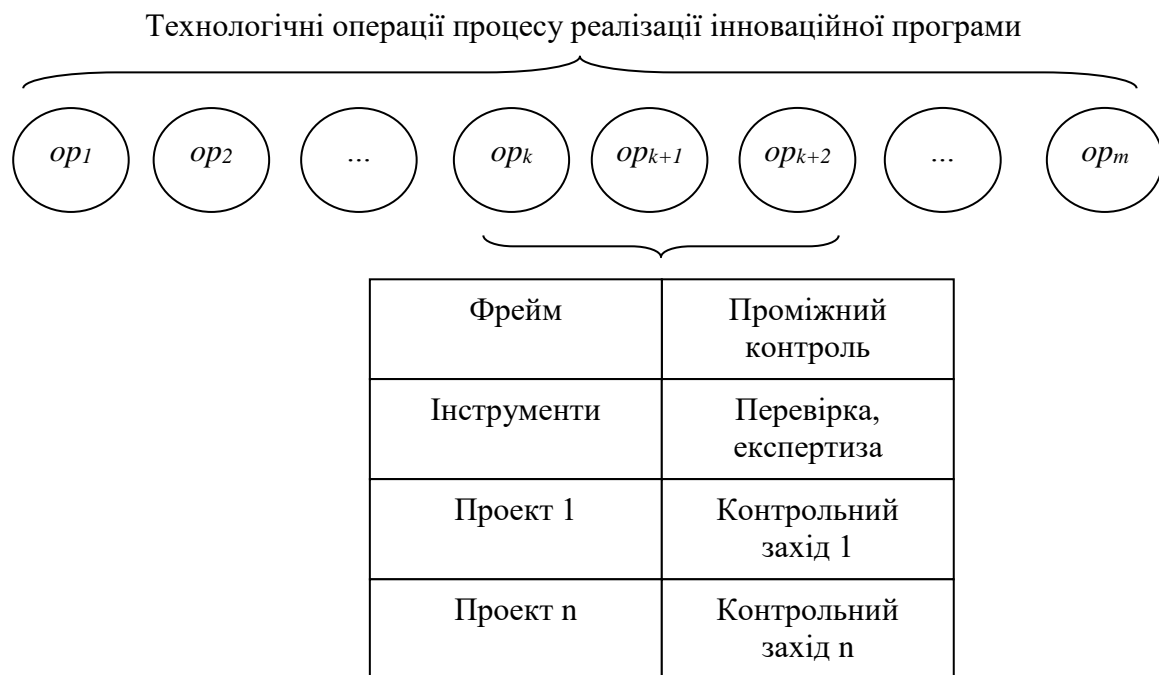 Технологічні операції процесу реалізації інноваційної програми
op1 op2 ... opk opk+1 opk+2 ... opm
Фрейм
Проміжний
контроль
Інструменти
Перевірка,
експертиза
Проект 1
Контрольний
захід 1
Проект n
Контрольний
захід n